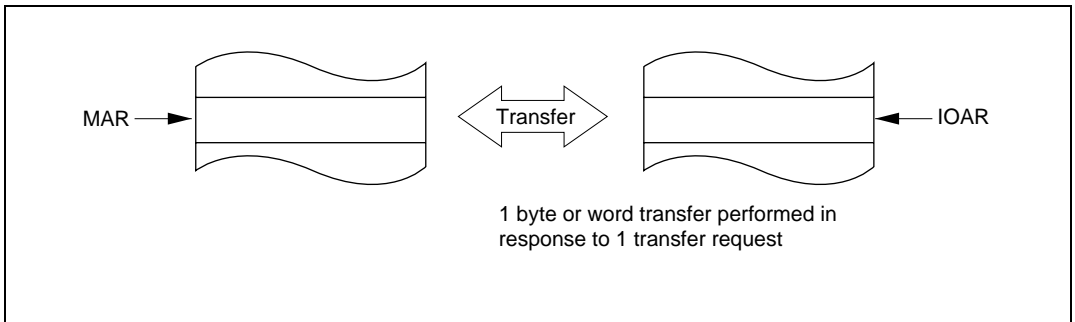 MAR
Transfer
IOAR
1 byte or word transfer performed in
response to 1 transfer request